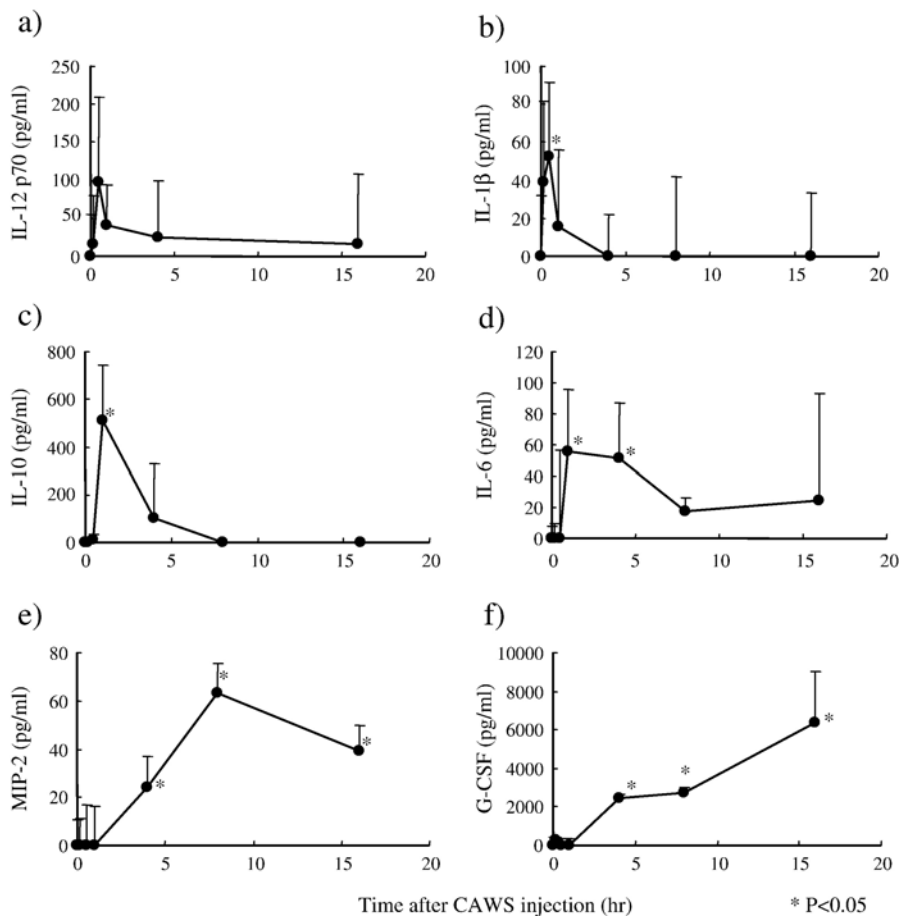 a)
IL-12 p70 (pg/ml)
250
200
150
100
50
0
0 5 10 15 20
b)
IL-1β (pg/ml)
100
80
60
40
20
0
*
0 5 10 15 20
c)
IL-10 (pg/ml)
800
600
400
200
0
*
0 5 10 15 20
d)
IL-6 (pg/ml)
120
100
80
60
40
20
0
* *
0 5 10 15 20
e)
MIP-2 (pg/ml)
80
60
40
20
0
*
*
*
0 5 10 15 20
f)
G-CSF (pg/ml)
10000
8000
6000
4000
2000
0
*
*
*
0 5 10 15 20
Time after CAWS injection (hr)
* P<0.05